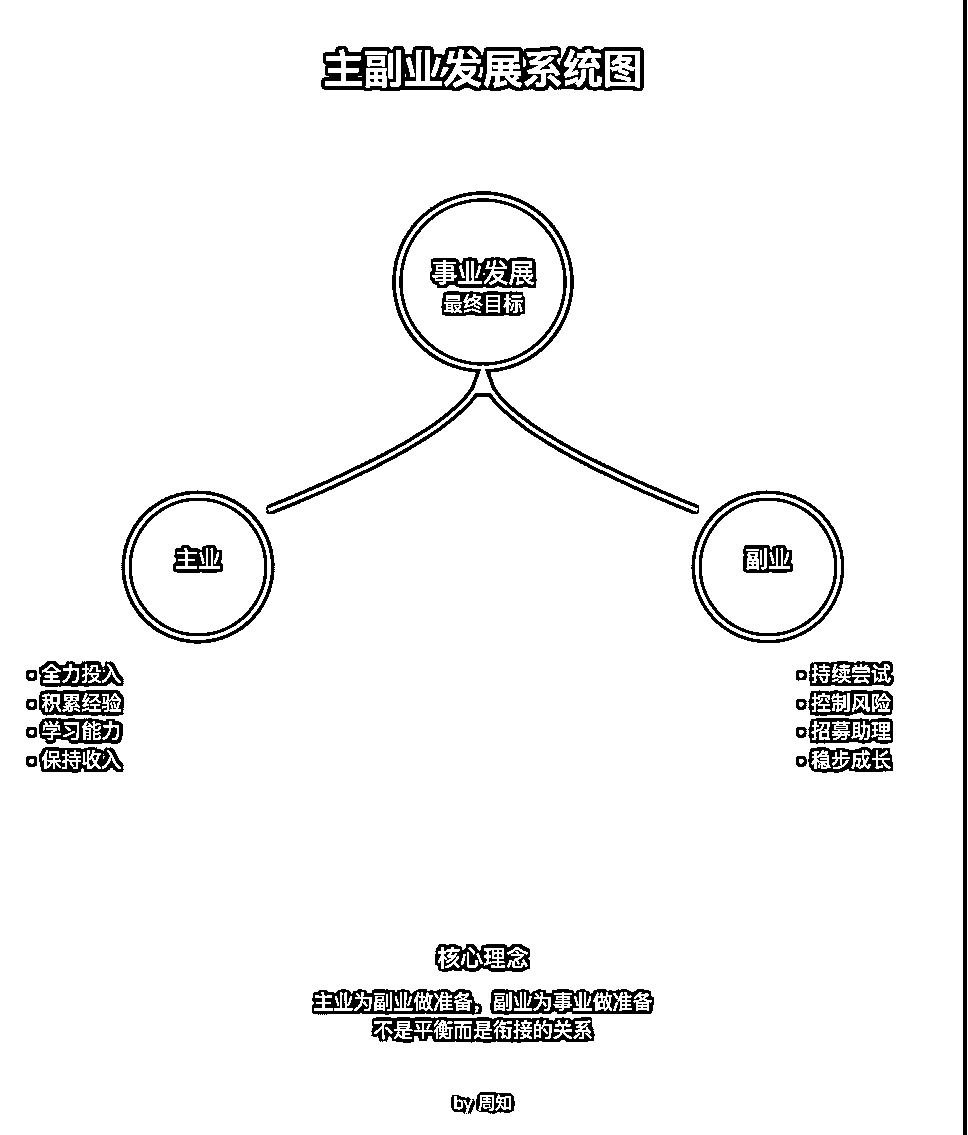 主副业发展系统图
事业发展
最终目标
主业
副业
• 全力投入
• 积累经验
• 学习能力
• 保持收入
• 持续尝试
• 控制风险
• 招募助理
• 稳步成长
核心理念
主业为副业做准备，副业为事业做准备
不是平衡而是衔接的关系
by 周知